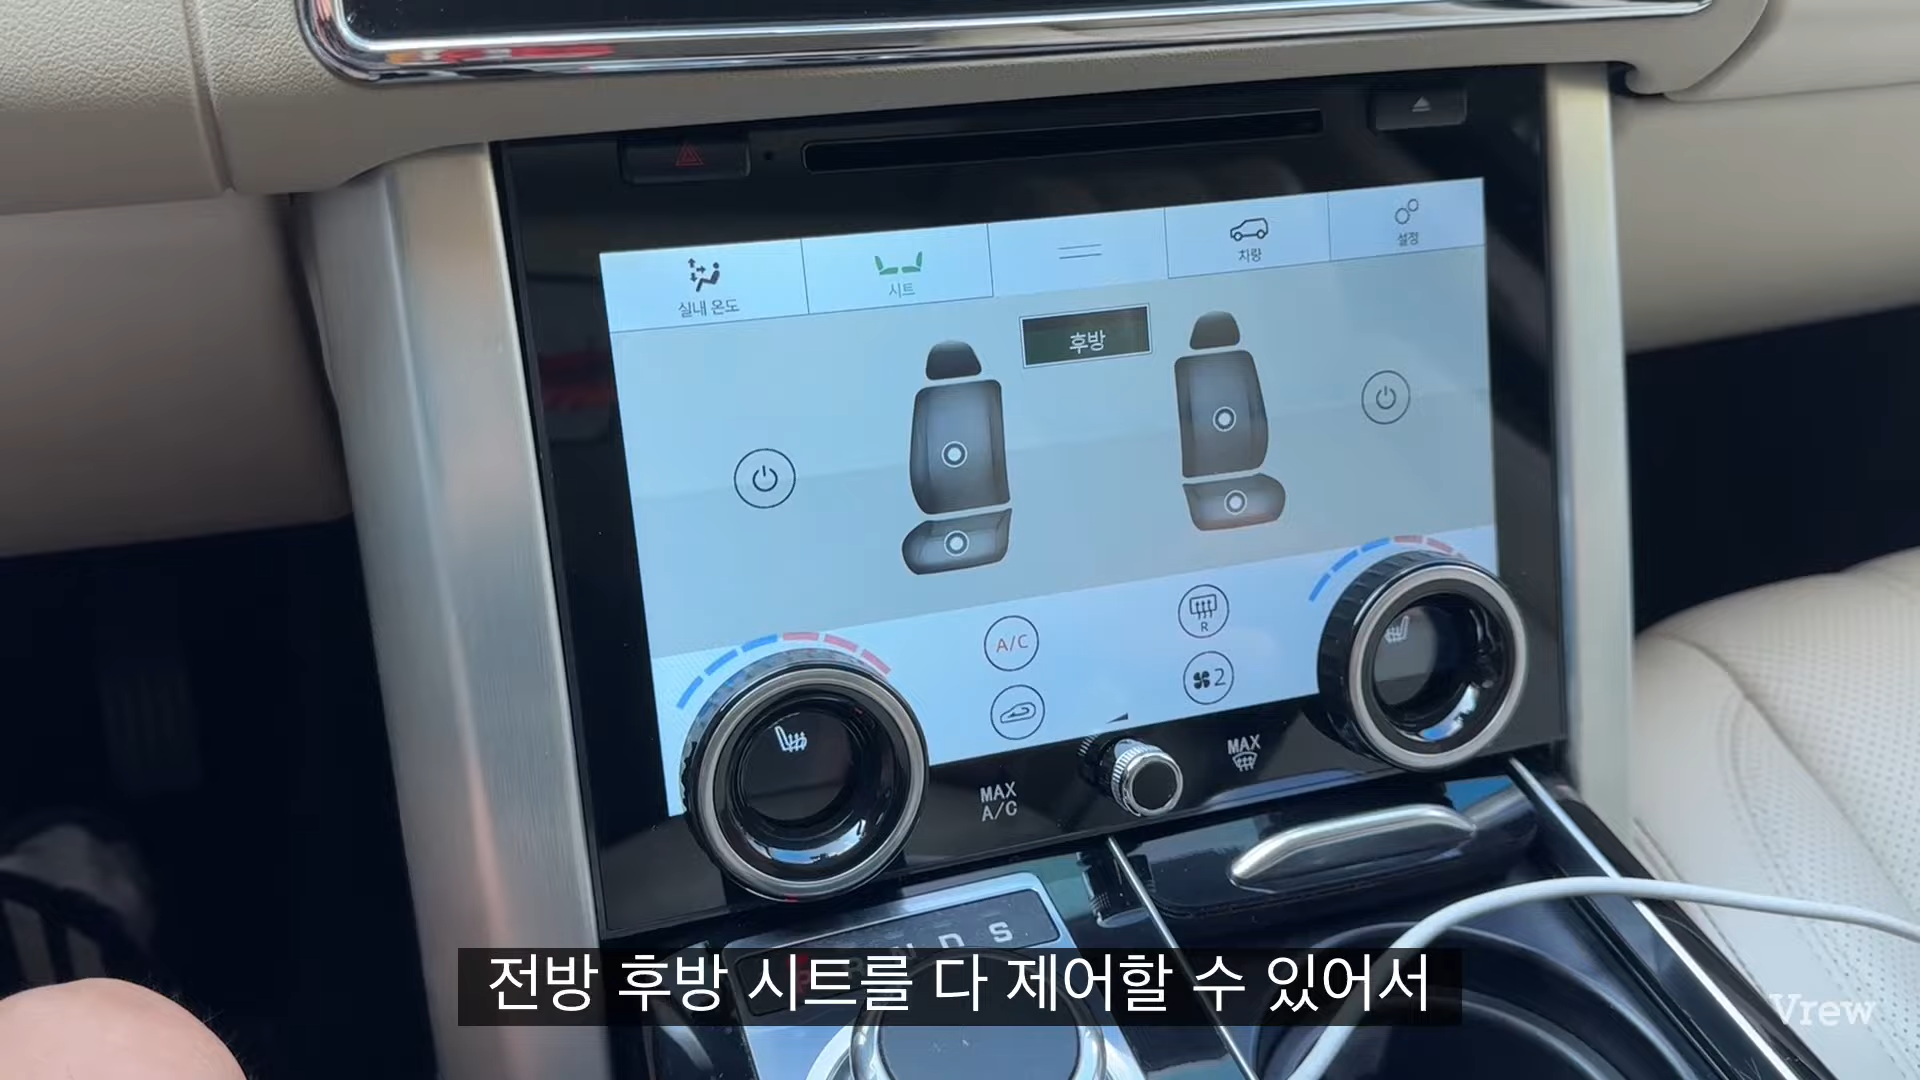 실내 온도
시트
차량
설정
후방
A/C
R
2
MAX
A/C
MAX
N D S
전방 후방 시트를 다 제어할 수 있어서
Vrew